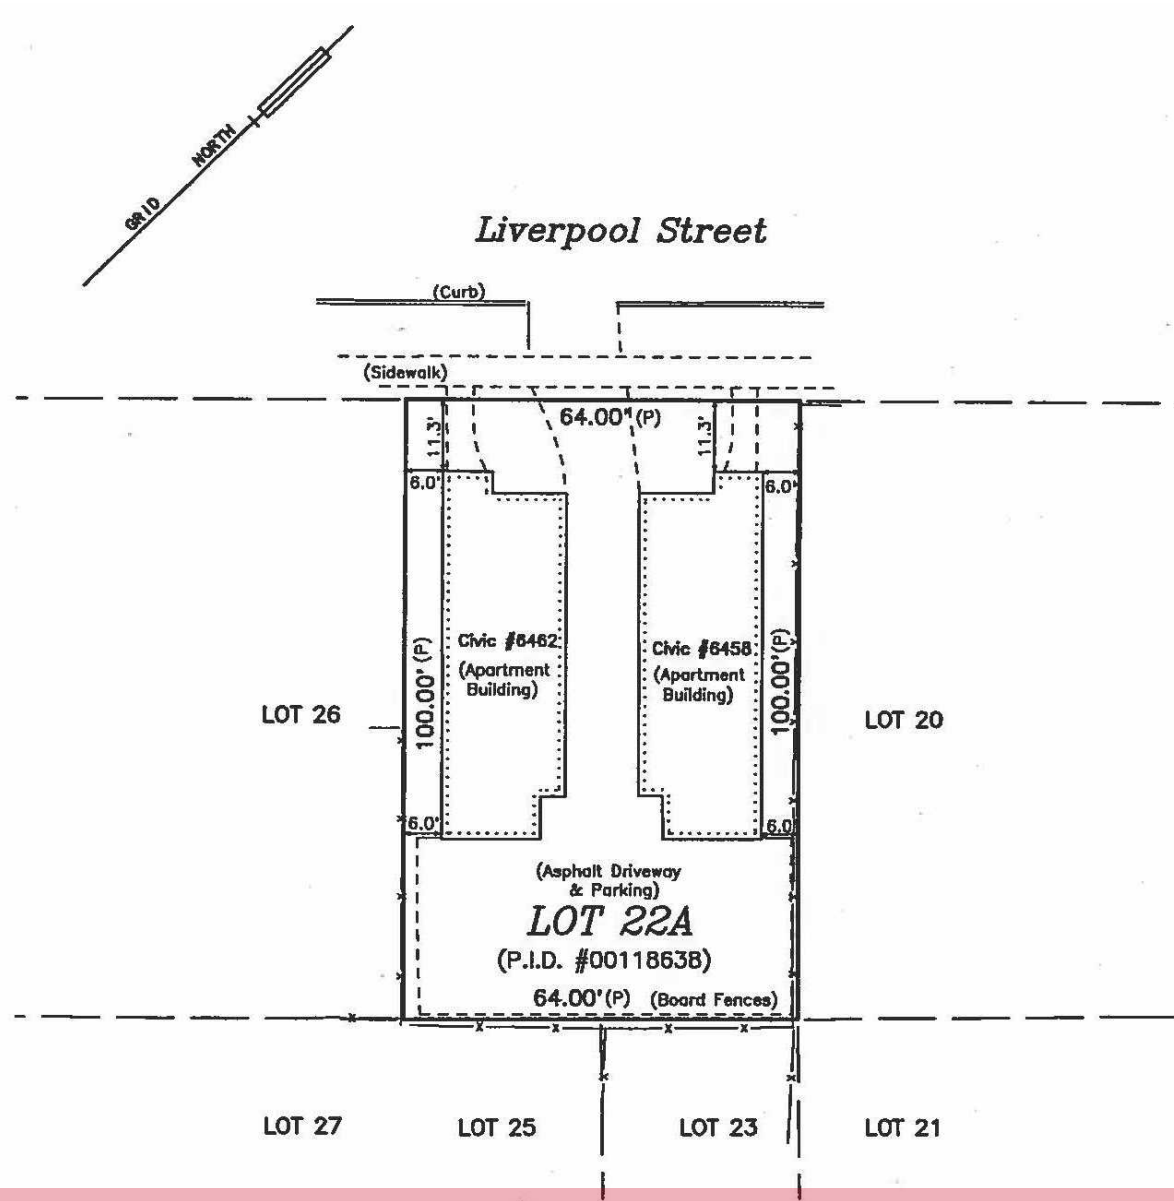 GRID NORTH
Liverpool Street
(Curb)
(Sidewalk)
64.00'(P)
11.3'
11.3'
6.0'
6.0'
Civic #6462
(Apartment
Building)
Civic #6458
(Apartment
Building)
100.00'(P)
100.00'(P)
LOT 26
LOT 20
6.0'
6.0'
(Asphalt Driveway
& Parking)
LOT 22A
(P.I.D. #00118638)
64.00'(P) (Board Fences)
LOT 27
LOT 25
LOT 23
LOT 21